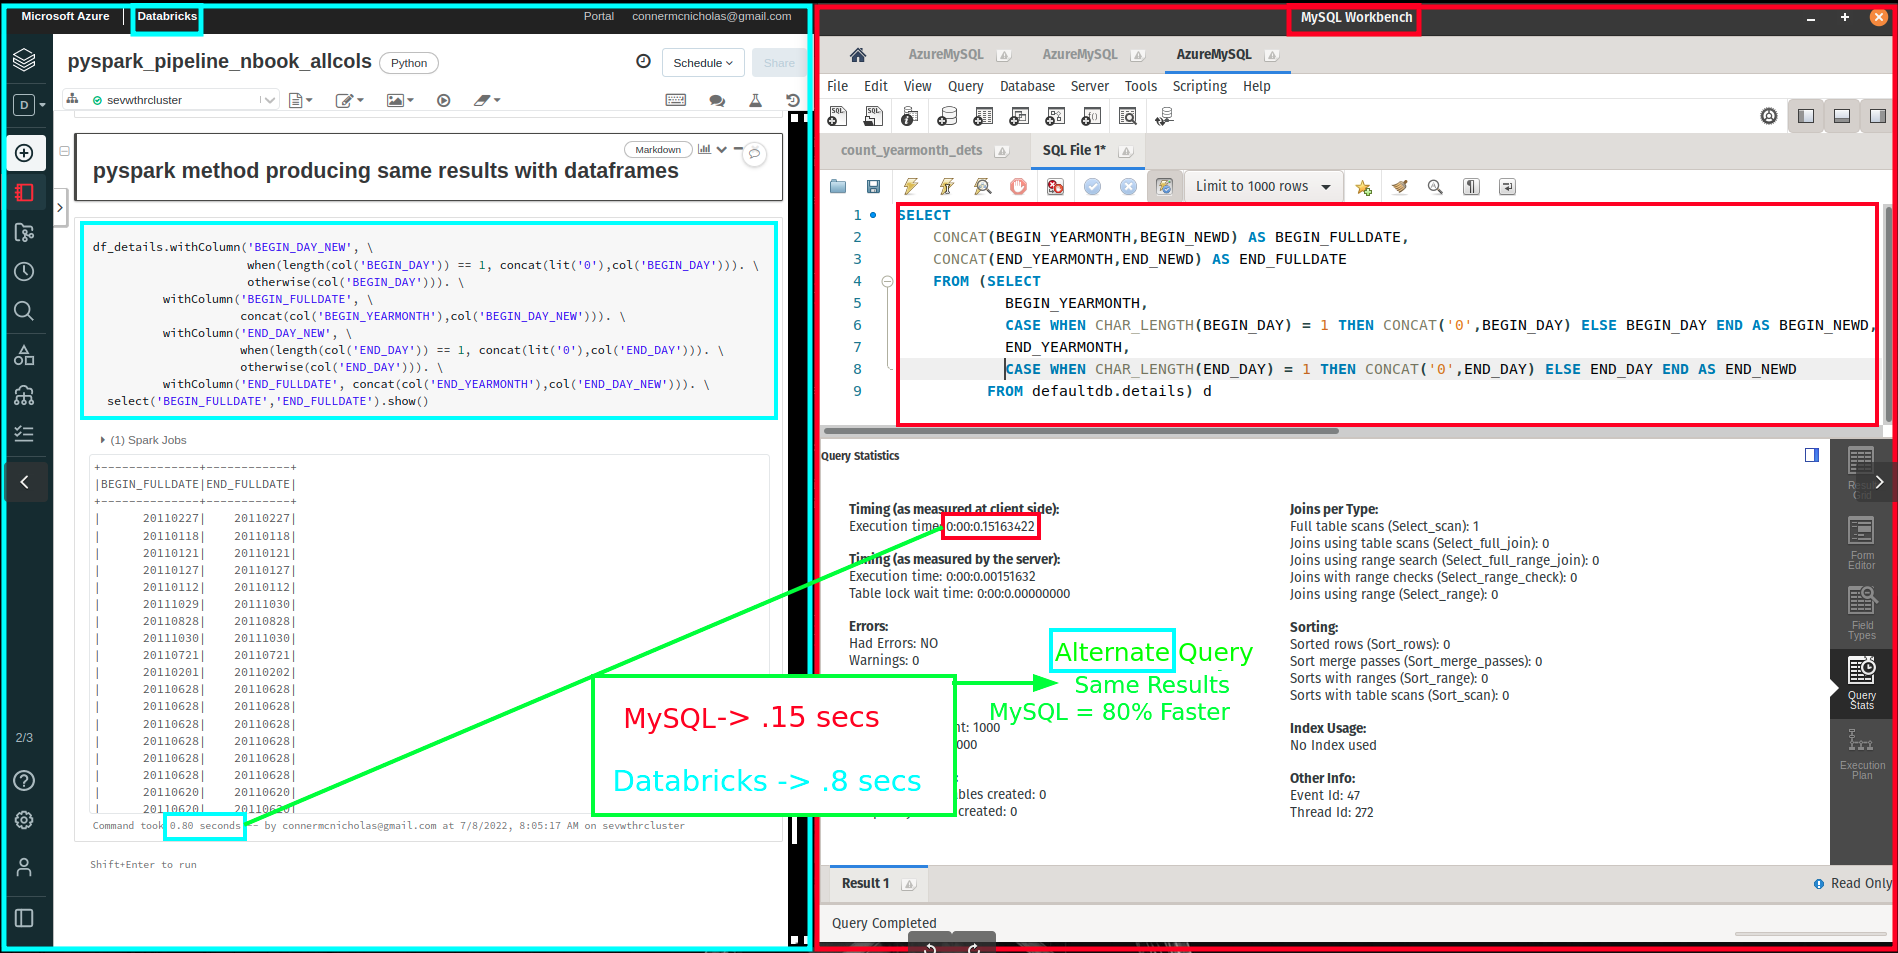 Microsoft Azure | Databricks
Portal connermcnicholas@gmail.com
pyspark_pipeline_nbook_allcols Python
Schedule Share
D
sevwthrcluster
Markdown
pyspark method producing same results with dataframes
df_details.withColumn('BEGIN_DAY_NEW', \
when(length(col('BEGIN_DAY')) == 1, concat(lit('0'),col('BEGIN_DAY'))). \
otherwise(col('BEGIN_DAY'))). \
withColumn('BEGIN_FULLDATE', \
concat(col('BEGIN_YEARMONTH'),col('BEGIN_DAY_NEW'))). \
withColumn('END_DAY_NEW', \
when(length(col('END_DAY')) == 1, concat(lit('0'),col('END_DAY'))). \
otherwise(col('END_DAY'))). \
withColumn('END_FULLDATE', concat(col('END_YEARMONTH'),col('END_DAY_NEW'))). \
select('BEGIN_FULLDATE','END_FULLDATE').show()
(1) Spark Jobs
+--------------+------------+
|BEGIN_FULLDATE|END_FULLDATE|
+--------------+------------+
| 20110227| 20110227|
| 20110118| 20110118|
| 20110121| 20110121|
| 20110127| 20110127|
| 20110112| 20110112|
| 20111029| 20111030|
| 20110828| 20110828|
| 20111030| 20111030|
| 20110721| 20110721|
| 20110201| 20110202|
| 20110628| 20110628|
| 20110628| 20110628|
| 20110628| 20110628|
| 20110628| 20110628|
| 20110628| 20110628|
| 20110628| 20110628|
| 20110620| 20110620|
| 20110620| 20110620|
Command took 0.80 seconds -- by connermcnicholas@gmail.com at 7/8/2022, 8:05:17 AM on sevwthrcluster
Shift+Enter to run
2/3
MySQL Workbench
AzureMySQL AzureMySQL AzureMySQL
File Edit View Query Database Server Tools Scripting Help
count_yearmonth_dets SQL File 1*
Limit to 1000 rows
1 SELECT
2 CONCAT(BEGIN_YEARMONTH,BEGIN_NEWD) AS BEGIN_FULLDATE,
3 CONCAT(END_YEARMONTH,END_NEWD) AS END_FULLDATE
4 FROM (SELECT
5 BEGIN_YEARMONTH,
6 CASE WHEN CHAR_LENGTH(BEGIN_DAY) = 1 THEN CONCAT('0',BEGIN_DAY) ELSE BEGIN_DAY END AS BEGIN_NEWD,
7 END_YEARMONTH,
8 CASE WHEN CHAR_LENGTH(END_DAY) = 1 THEN CONCAT('0',END_DAY) ELSE END_DAY END AS END_NEWD
9 FROM defaultdb.details) d
Query Statistics
Timing (as measured at client side):
Execution time: 0:00:0.15163422
Timing (as measured by the server):
Execution time: 0:00:0.00151632
Table lock wait time: 0:00:0.00000000
Errors:
Had Errors: NO
Warnings: 0
nt: 1000
000
:
bles created: 0
created: 0
Joins per Type:
Full table scans (Select_scan): 1
Joins using table scans (Select_full_join): 0
Joins using range search (Select_full_range_join): 0
Joins with range checks (Select_range_check): 0
Joins using range (Select_range): 0
Sorting:
Sorted rows (Sort_rows): 0
Sort merge passes (Sort_merge_passes): 0
Sorts with ranges (Sort_range): 0
Sorts with table scans (Sort_scan): 0
Index Usage:
No Index used
Other Info:
Event Id: 47
Thread Id: 272
Form
Editor
Field
Types
Query
Stats
Execution
Plan
Alternate Query
Same Results
MySQL = 80% Faster
MySQL-> .15 secs
Databricks -> .8 secs
Result 1
Read Only
Query Completed